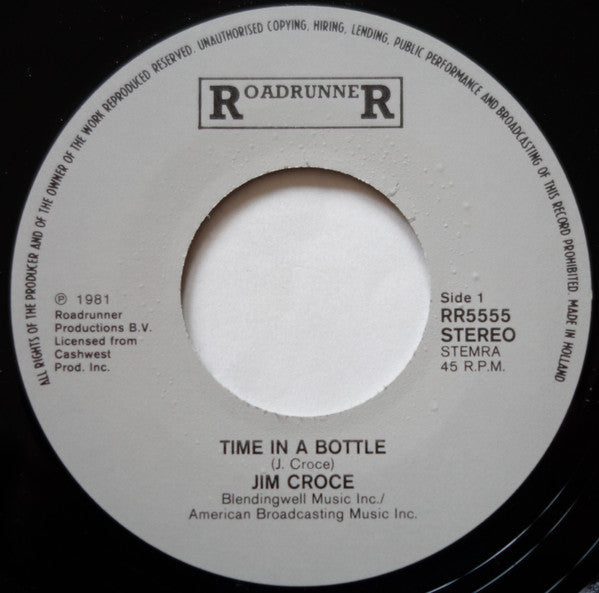 ALL RIGHTS OF THE PRODUCER AND OF THE OWNER OF THE WORK REPRODUCED RESERVED. UNAUTHORISED COPYING, HIRING, LENDING, PUBLIC PERFORMANCE AND BROADCASTING OF THIS RECORD PROHIBITED. MADE IN HOLLAND
ROADRUNNER
℗ 1981
Roadrunner
Productions B.V.
Licensed from
Cashwest
Prod. Inc.
Side 1
RR5555
STEREO
STEMRA
45 R.P.M.
TIME IN A BOTTLE
(J. Croce)
JIM CROCE
Blendingwell Music Inc./
American Broadcasting Music Inc.